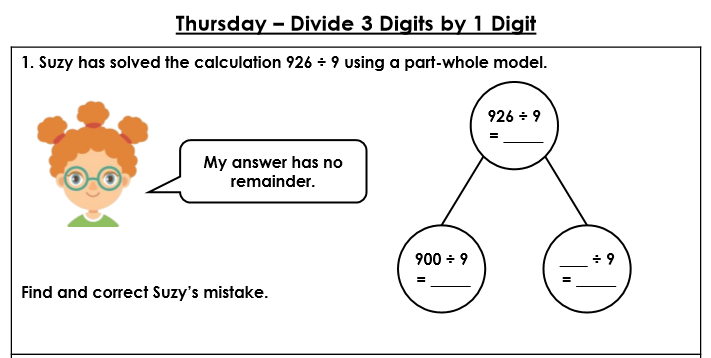 Thursday – Divide 3 Digits by 1 Digit
1. Suzy has solved the calculation 926 ÷ 9 using a part-whole model.
926 ÷ 9
= _____
My answer has no
remainder.
900 ÷ 9
= _____
___ ÷ 9
= _____
Find and correct Suzy's mistake.